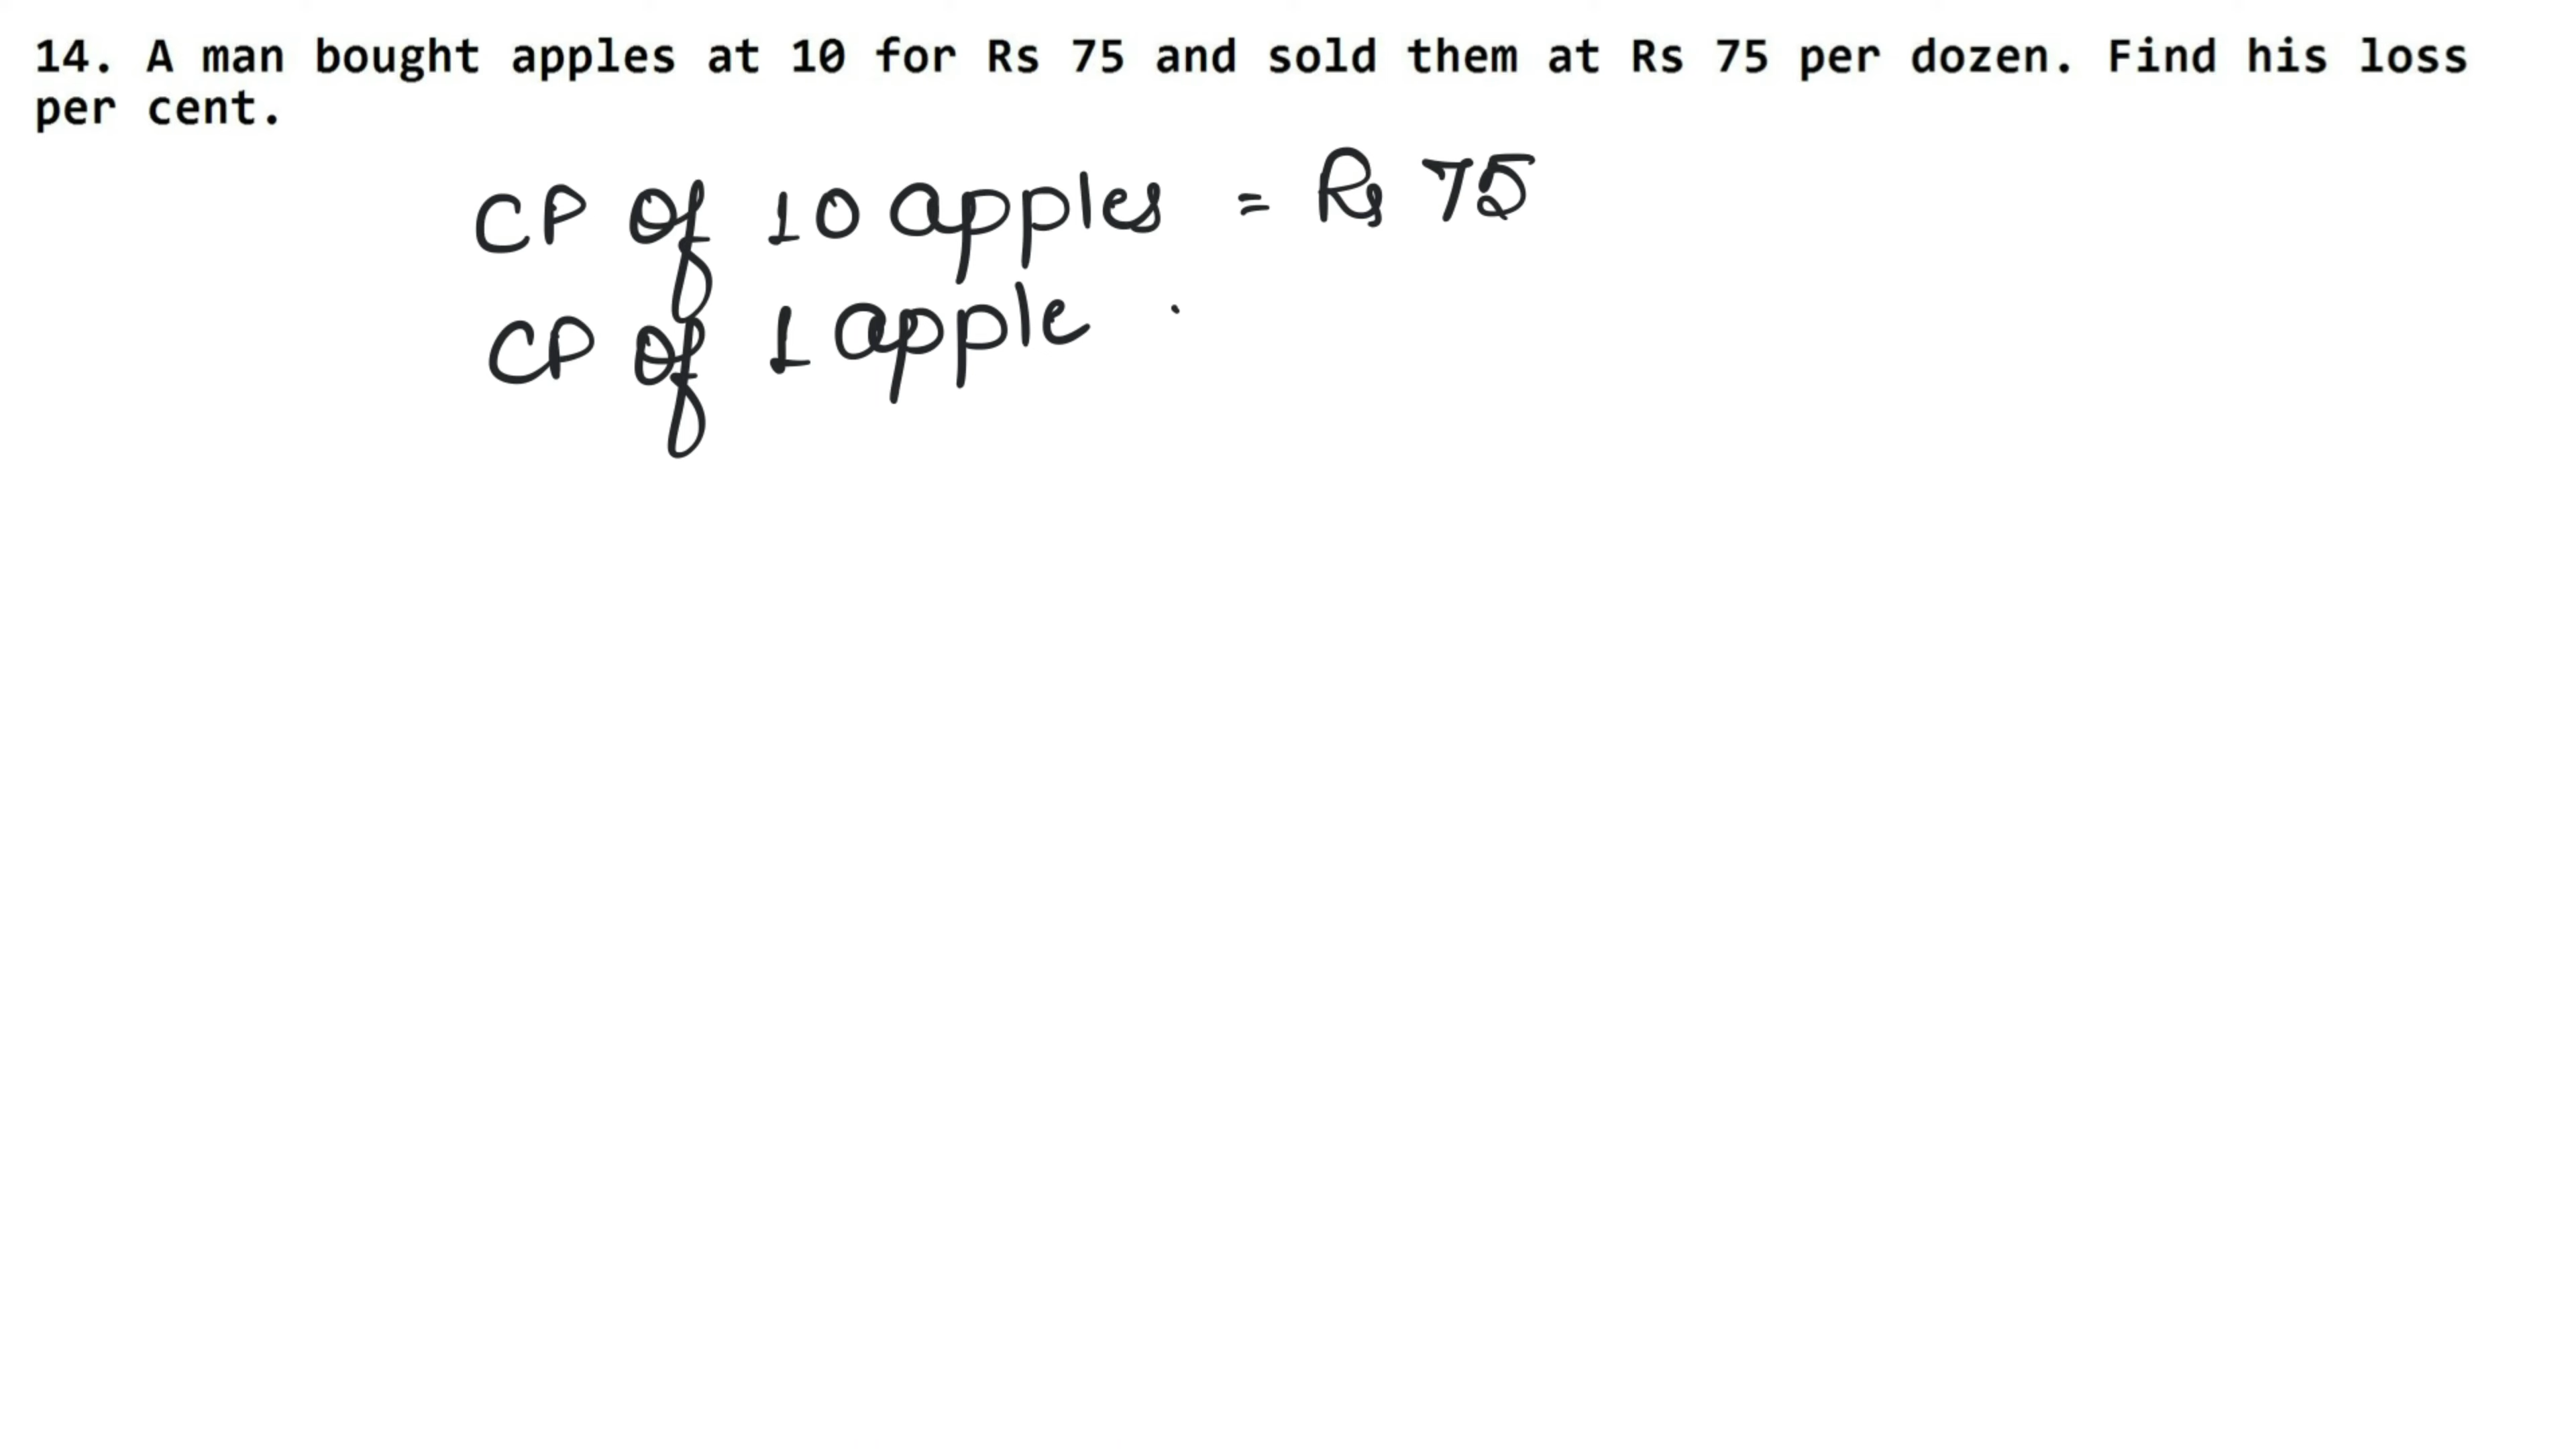 14. A man bought apples at 10 for Rs 75 and sold them at Rs 75 per dozen. Find his loss
per cent.
CP of 10 apples = Rs 75
CP of 1 apple